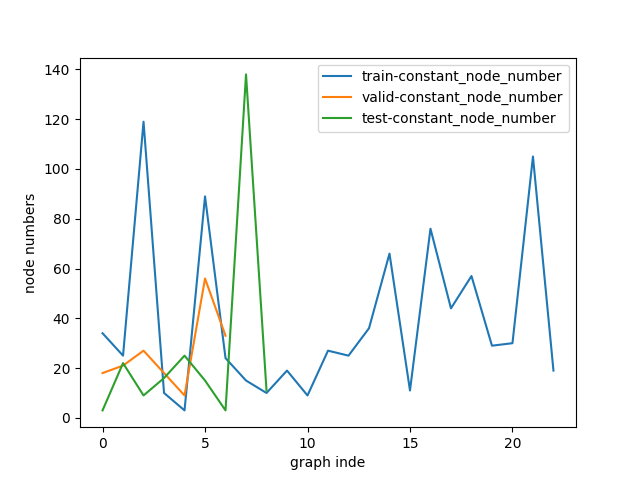 140
120
100
80
60
40
20
0
node numbers
train-constant_node_number
valid-constant_node_number
test-constant_node_number
0
5
10
15
20
graph inde